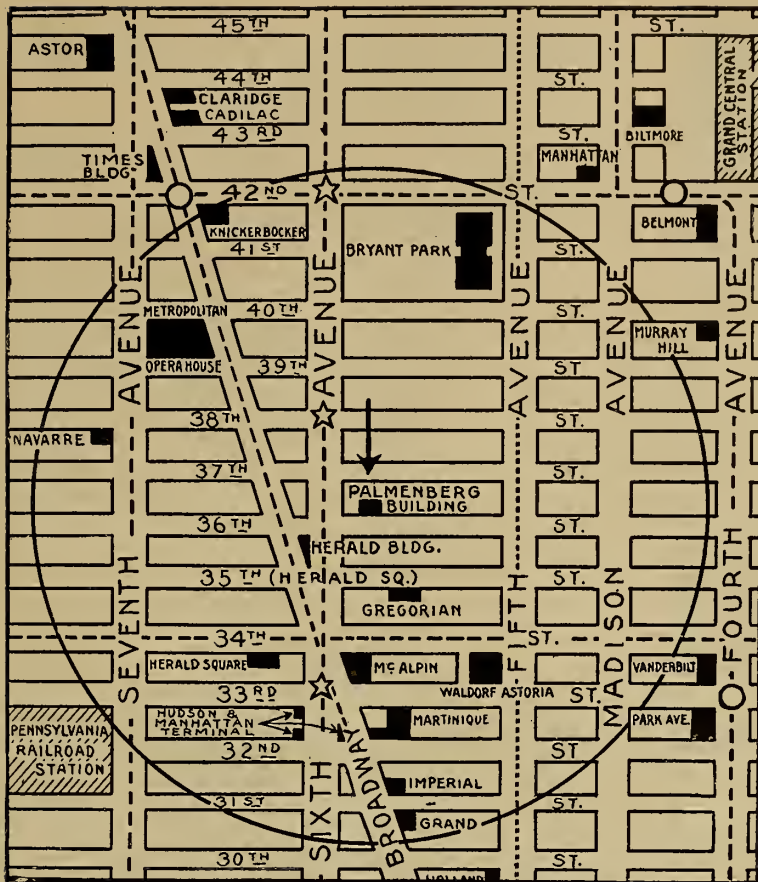 45TH
ST.
ASTOR
44TH
ST.
CLARIDGE
CADILAC
43RD
ST.
BILTMORE
GRAND CENTRAL
STATION
TIMES
BLDG.
MANHATTAN
42ND
ST.
KNICKERBOCKER
BELMONT
41ST
ST.
BRYANT PARK
METROPOLITAN
OPERA HOUSE
40TH
ST.
MURRAY
HILL
39TH
ST.
38TH
ST.
NAVARRE
37TH
ST.
PALMENBERG
BUILDING
36TH
ST.
HERALD BLDG.
35TH (HERALD SQ.)
ST.
GREGORIAN
34TH
ST.
HERALD SQUARE
MCALPIN
WALDORF ASTORIA
VANDERBILT
33RD
ST.
HUDSON &
MANHATTAN
TERMINAL
MARTINIQUE
PARK AVE.
PENNSYLVANIA
RAILROAD
STATION
32ND
ST
IMPERIAL
31ST
ST.
GRAND
30TH
ST.
HOLLAND
SEVENTH AVENUE
SIXTH AVENUE
BROADWAY
FIFTH AVENUE
MADISON AVENUE
FOURTH AVENUE